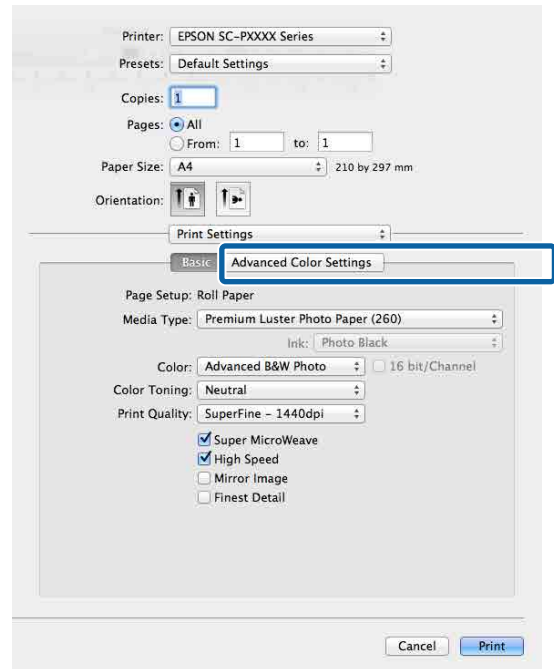 Printer: EPSON SC-PXXXX Series
Presets: Default Settings
Copies: 1
Pages: All
From: 1 to: 1
Paper Size: A4 210 by 297 mm
Orientation:
Print Settings
Basic Advanced Color Settings
Page Setup: Roll Paper
Media Type: Premium Luster Photo Paper (260)
Ink: Photo Black
Color: Advanced B&W Photo 16 bit/Channel
Color Toning: Neutral
Print Quality: SuperFine - 1440dpi
Super MicroWeave
High Speed
Mirror Image
Finest Detail
Cancel Print